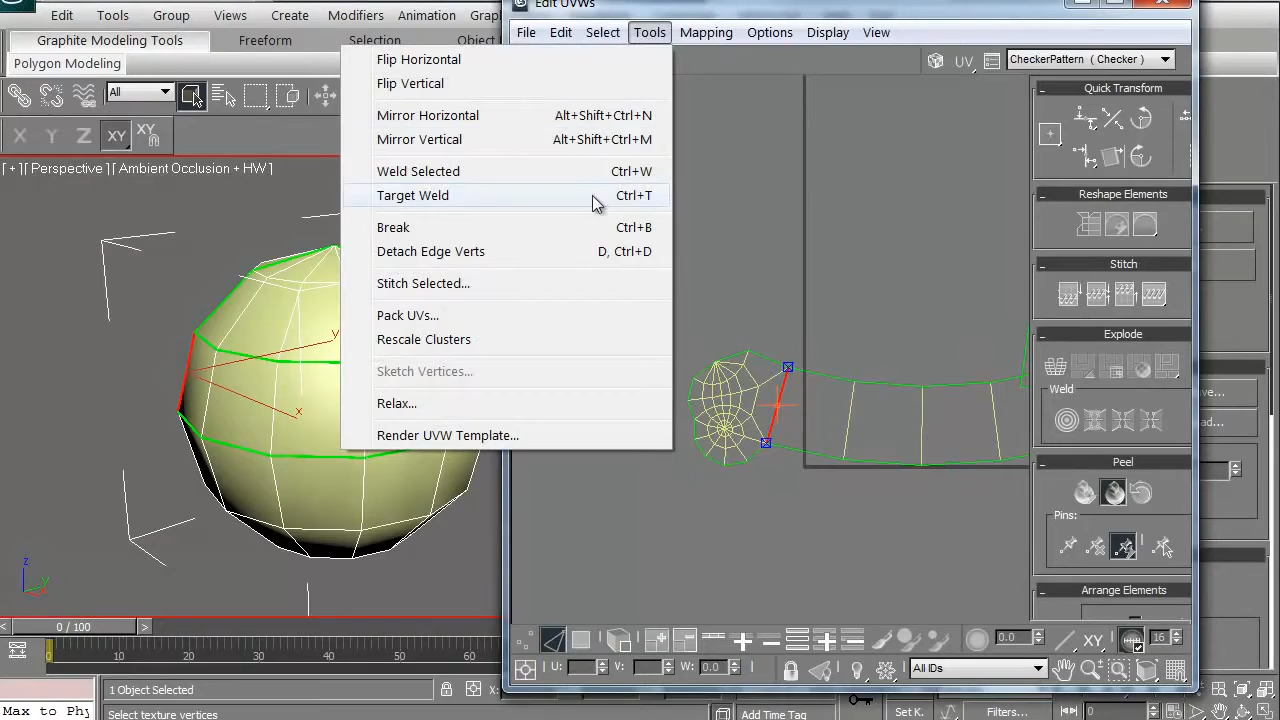 Edit Tools Group Views Create Modifiers Animation
Graphite Modeling Tools Freeform Selection
Polygon Modeling
All
X Y Z XY XY
[ + ] [ Perspective ] [ Ambient Occlusion + HW ]
y
x
z
Edit UVWs
File Edit Select Tools Mapping Options Display View
Flip Horizontal
Flip Vertical
Mirror Horizontal Alt+Shift+Ctrl+N
Mirror Vertical Alt+Shift+Ctrl+M
Weld Selected Ctrl+W
Target Weld Ctrl+T
Break Ctrl+B
Detach Edge Verts D, Ctrl+D
Stitch Selected...
Pack UVs...
Rescale Clusters
Sketch Vertices...
Relax...
Render UVW Template...
UV CheckerPattern ( Checker )
Quick Transform
Reshape Elements
Stitch
Explode
Weld
Peel
Pins:
Arrange Elements
0.0 XY 16
U: V: W: 0.0 All IDs
< 0 / 100 >
0 10 20 30 40 50 60
1 Object Selected X:
Max to Phy
Select texture vertices Add Time Tag Set K. Filters... 0